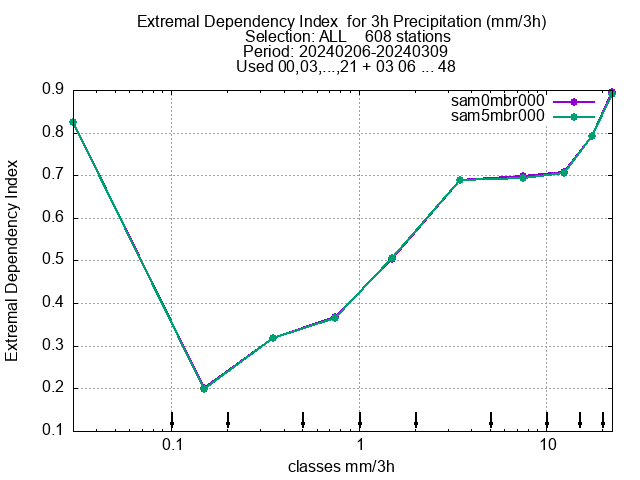 Extremal Dependency Index  for 3h Precipitation (mm/3h)
Selection: ALL    608 stations
Period: 20240206-20240309
Used 00,03,...,21 + 03 06 ... 48
sam0mbr000
sam5mbr000
0.9
0.8
0.7
0.6
0.5
0.4
0.3
0.2
0.1
Extremal Dependency Index
0.1 1 10
classes mm/3h